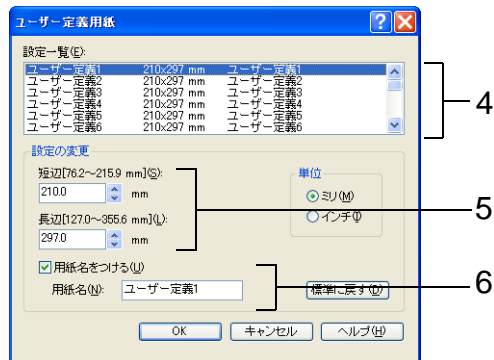 ユーザー定義用紙
設定一覧(E):
ユーザー定義1 210x297 mm ユーザー定義1
ユーザー定義2 210x297 mm ユーザー定義2
ユーザー定義3 210x297 mm ユーザー定義3
ユーザー定義4 210x297 mm ユーザー定義4
ユーザー定義5 210x297 mm ユーザー定義5
ユーザー定義6 210x297 mm ユーザー定義6
4
設定の変更
短辺[76.2～215.9 mm](S):
210.0 mm
単位
ミリ(M)
インチ(I)
長辺[127.0～355.6 mm](L):
297.0 mm
5
用紙名をつける(U)
用紙名(N): ユーザー定義1
標準に戻す(D)
6
OK キャンセル ヘルプ(H)